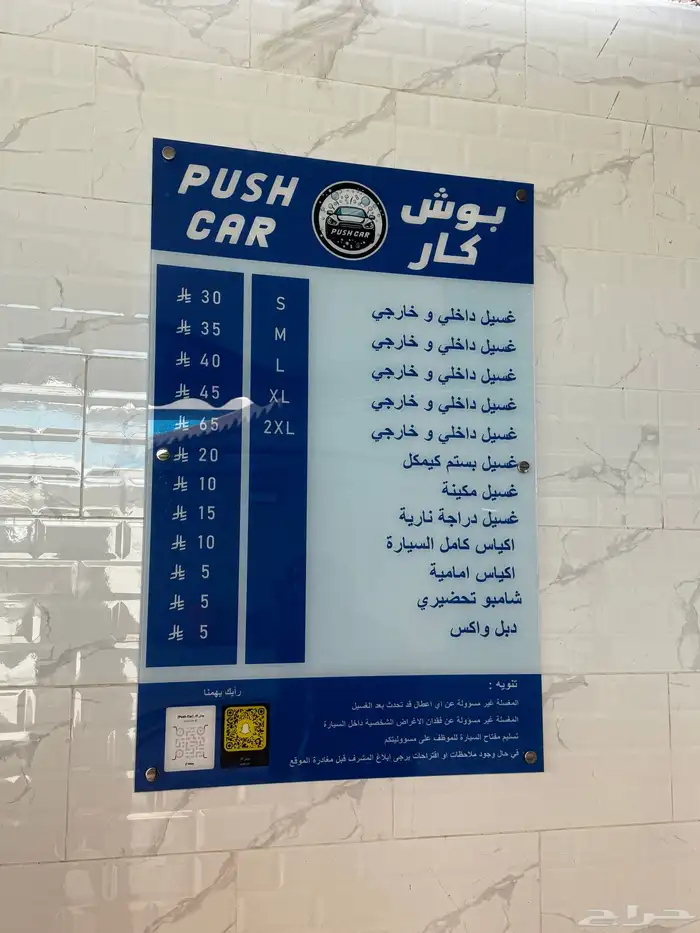 PUSH CAR
بوش كار
PUSH CAR
غسيل داخلي و خارجي S 30
غسيل داخلي و خارجي M 35
غسيل داخلي و خارجي L 40
غسيل داخلي و خارجي XL 45
غسيل داخلي و خارجي 2XL 65
غسيل بستم كيمكل 20
غسيل مكينة 10
غسيل دراجة نارية 15
اكياس كامل السيارة 10
اكياس امامية 5
شامبو تحضيري 5
دبل واكس 5
تنويه :
المغسلة غير مسؤولة عن أي اعطال قد تحدث بعد الغسيل
المغسلة غير مسؤولة عن فقدان الاغراض الشخصية داخل السيارة
تسليم مفتاح السيارة للموظف على مسؤوليتكم
في حال وجود ملاحظات او اقتراحات يرجى إبلاغ المشرف قبل مغادرة الموقع
رأيك يهمنا
حراج